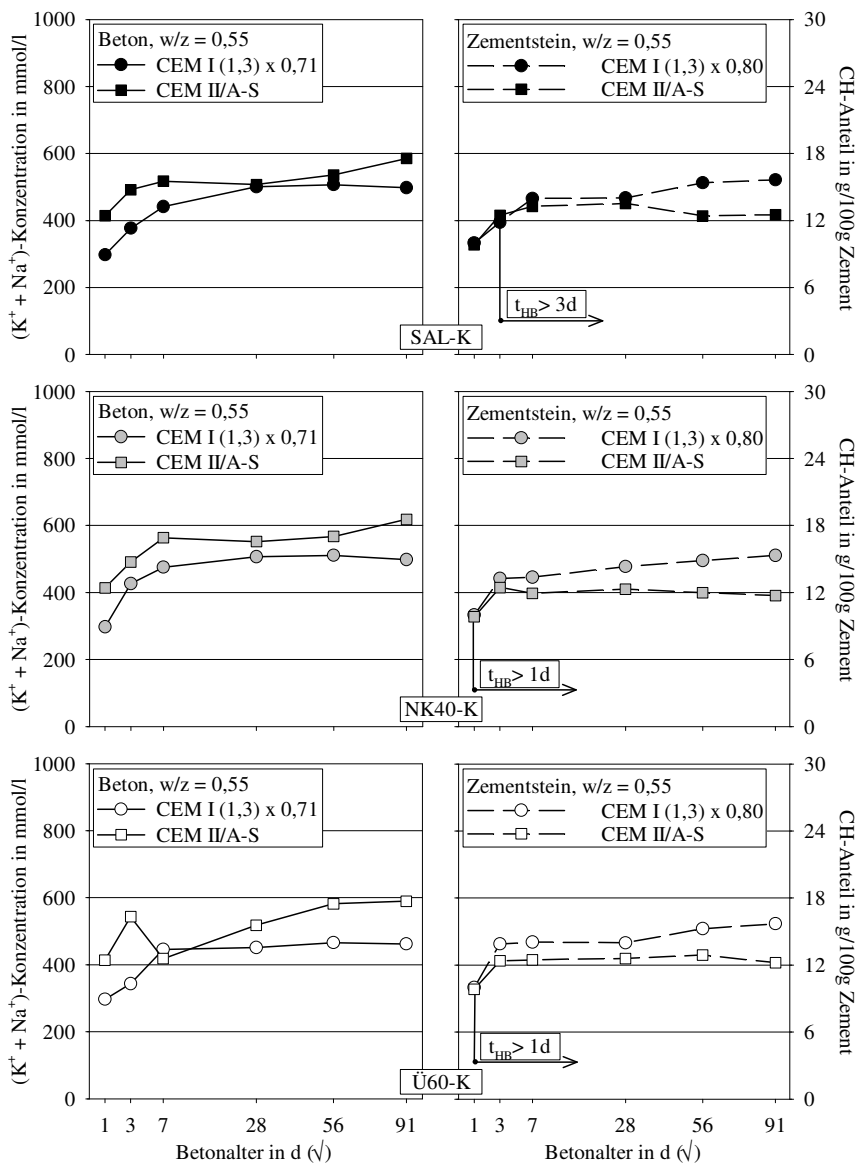 1000
800
600
400
200
0
(K⁺ + Na⁺)-Konzentration in mmol/l
Beton, w/z = 0,55
CEM I (1,3) x 0,71
CEM II/A-S
Zementstein, w/z = 0,55
CEM I (1,3) x 0,80
CEM II/A-S
t_HB > 3d
30
24
18
12
6
0
CH-Anteil in g/100g Zement
SAL-K
1000
800
600
400
200
0
(K⁺ + Na⁺)-Konzentration in mmol/l
Beton, w/z = 0,55
CEM I (1,3) x 0,71
CEM II/A-S
Zementstein, w/z = 0,55
CEM I (1,3) x 0,80
CEM II/A-S
t_HB > 1d
30
24
18
12
6
0
CH-Anteil in g/100g Zement
NK40-K
1000
800
600
400
200
0
(K⁺ + Na⁺)-Konzentration in mmol/l
Beton, w/z = 0,55
CEM I (1,3) x 0,71
CEM II/A-S
Zementstein, w/z = 0,55
CEM I (1,3) x 0,80
CEM II/A-S
t_HB > 1d
30
24
18
12
6
0
CH-Anteil in g/100g Zement
Ü60-K
1 3 7 28 56 91
Betonalter in d (√)
1 3 7 28 56 91
Betonalter in d (√)